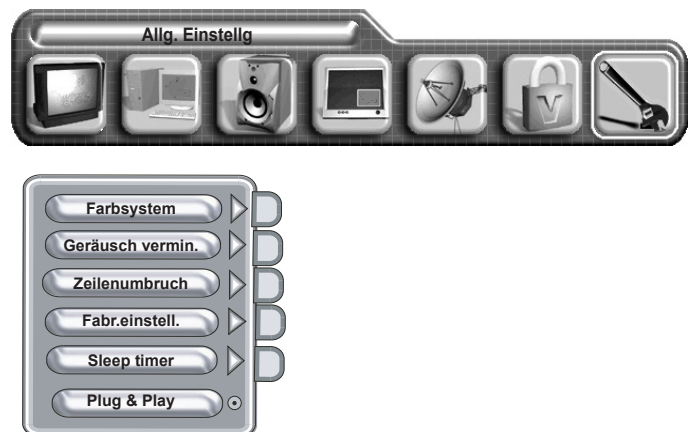 Allg. Einstellg
V
Farbsystem
Geräusch vermin.
Zeilenumbruch
Fabr.einstell.
Sleep timer
Plug & Play